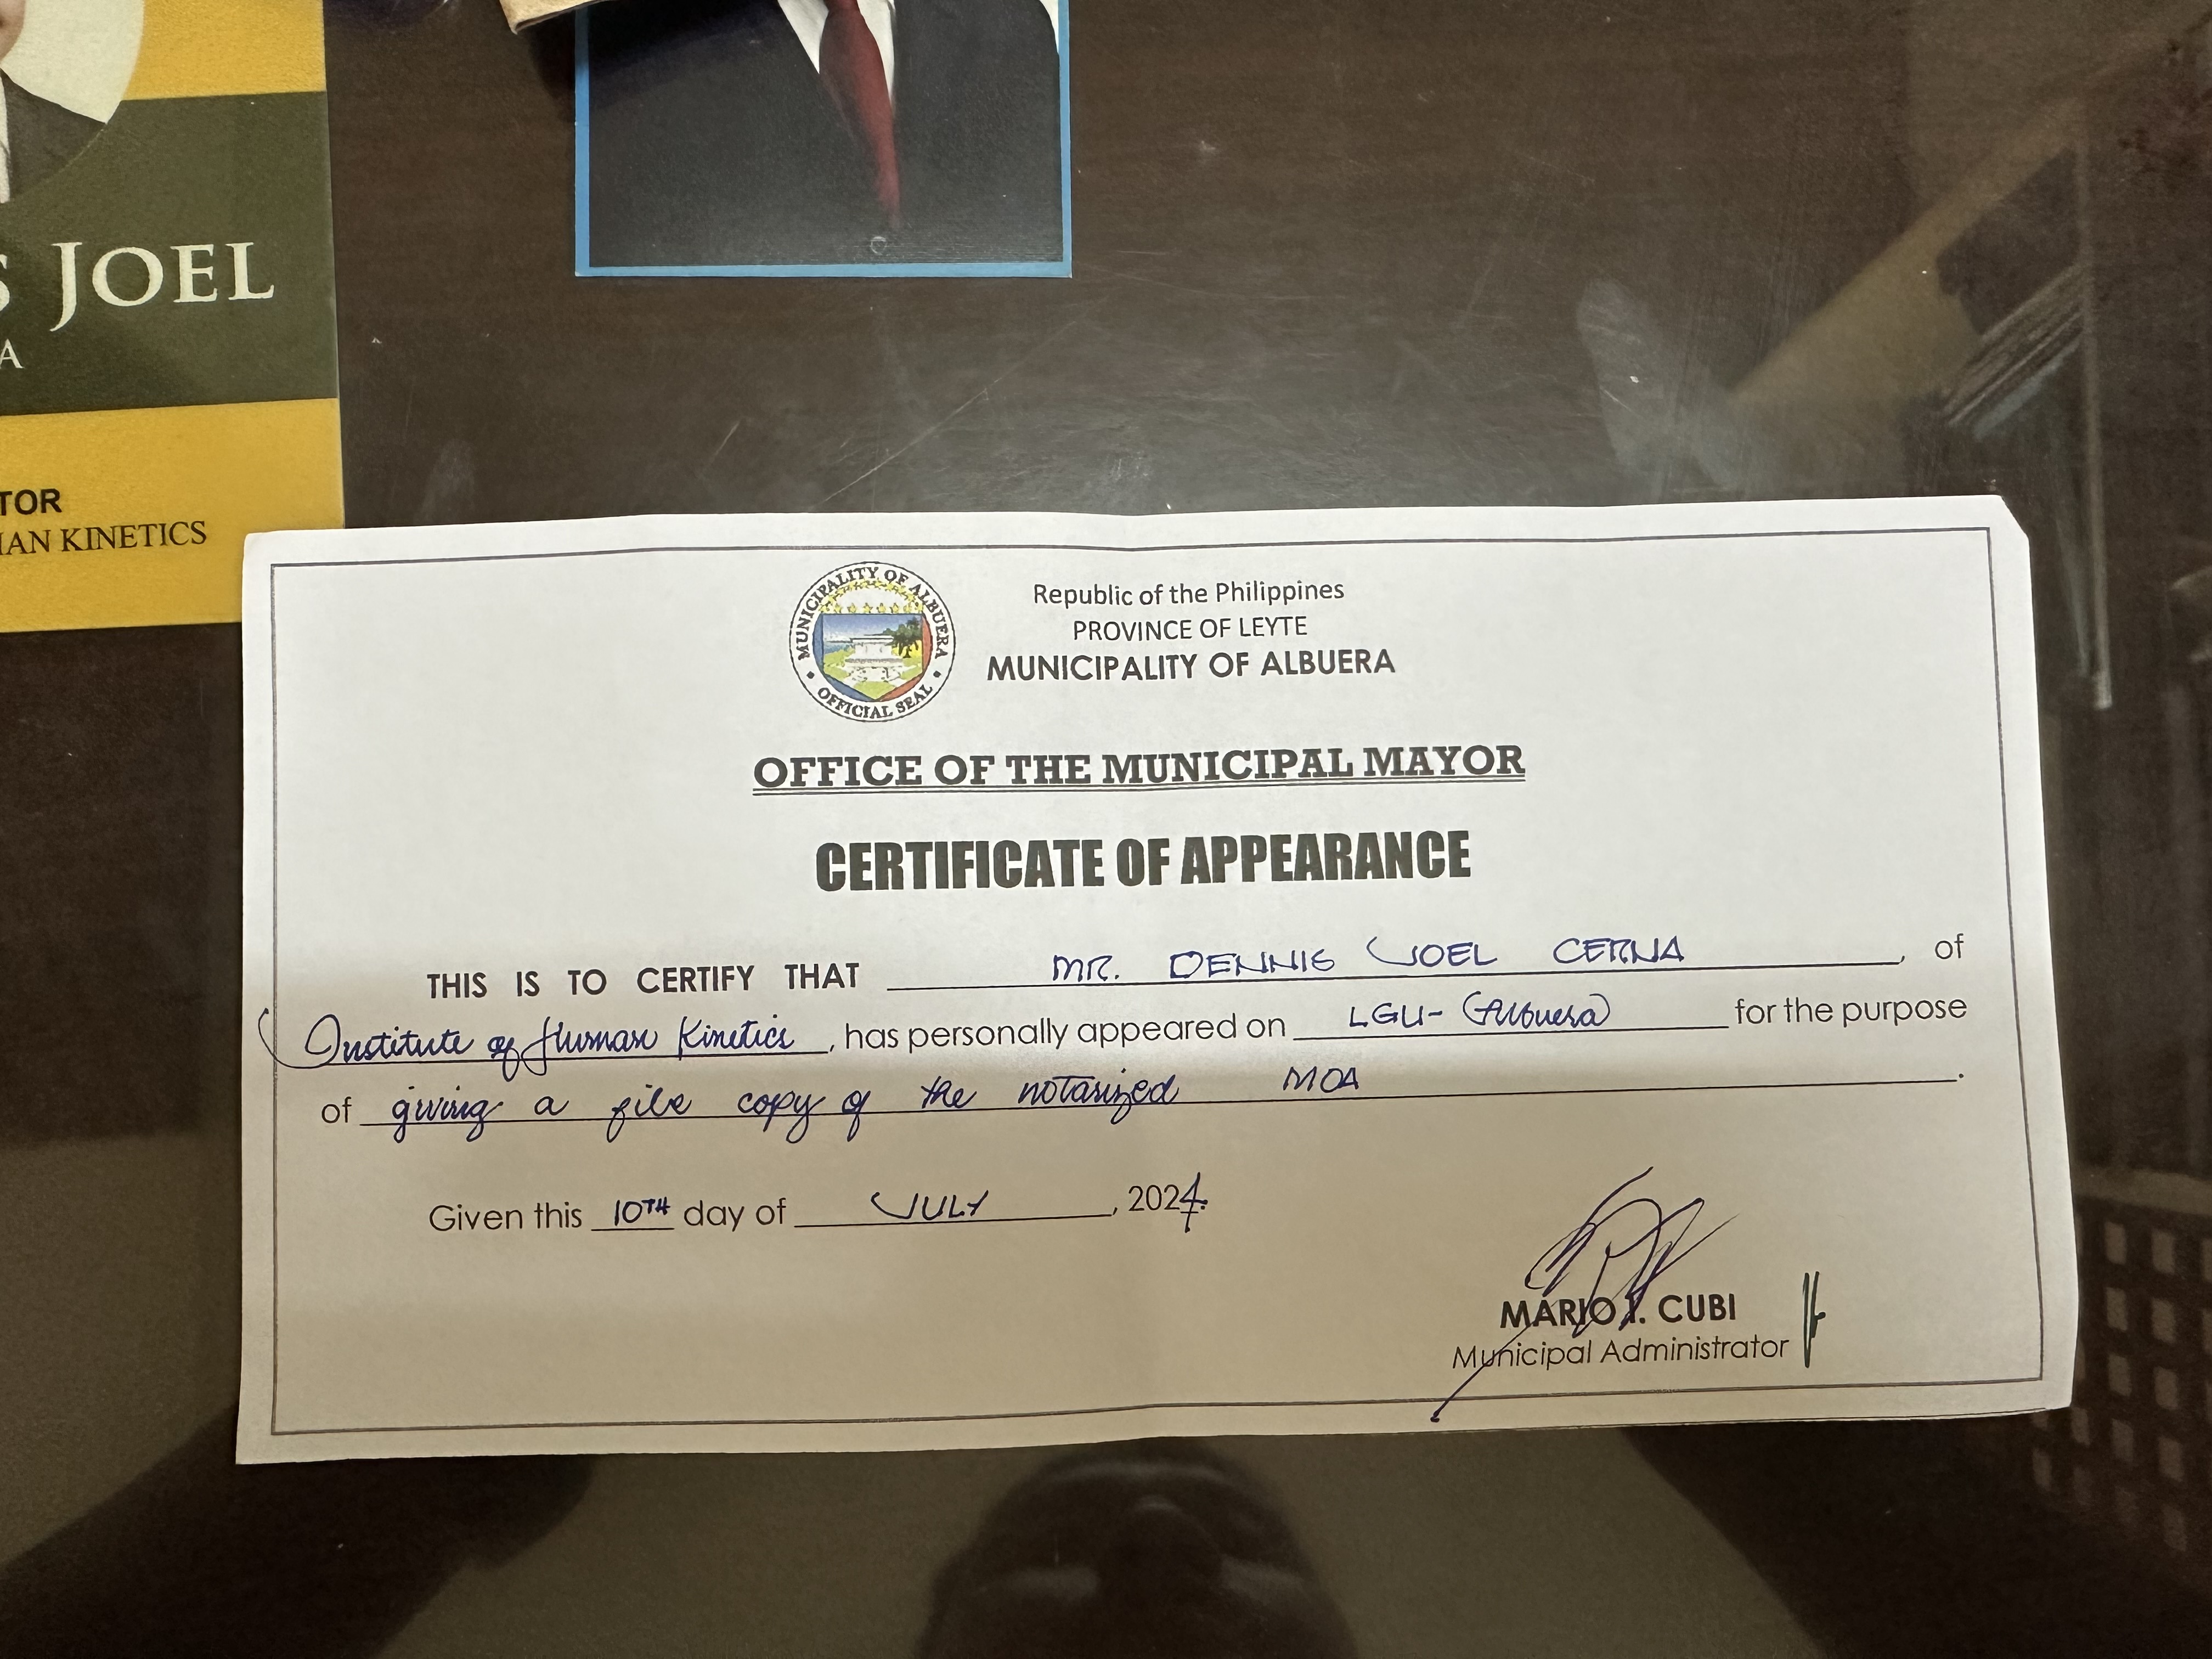 S JOEL
A
TOR
IAN KINETICS
MUNICIPALITY OF ALBUERA
OFFICIAL SEAL
Republic of the Philippines
PROVINCE OF LEYTE
MUNICIPALITY OF ALBUERA
OFFICE OF THE MUNICIPAL MAYOR
CERTIFICATE OF APPEARANCE
THIS IS TO CERTIFY THAT MR. DENNIS JOEL CERNA, of
Institute of Human Kinetics, has personally appeared on LGU- Albuera for the purpose
of giving a file copy of the notarized MOA.
Given this 10TH day of JULY, 2024.
MARIO I. CUBI
Municipal Administrator